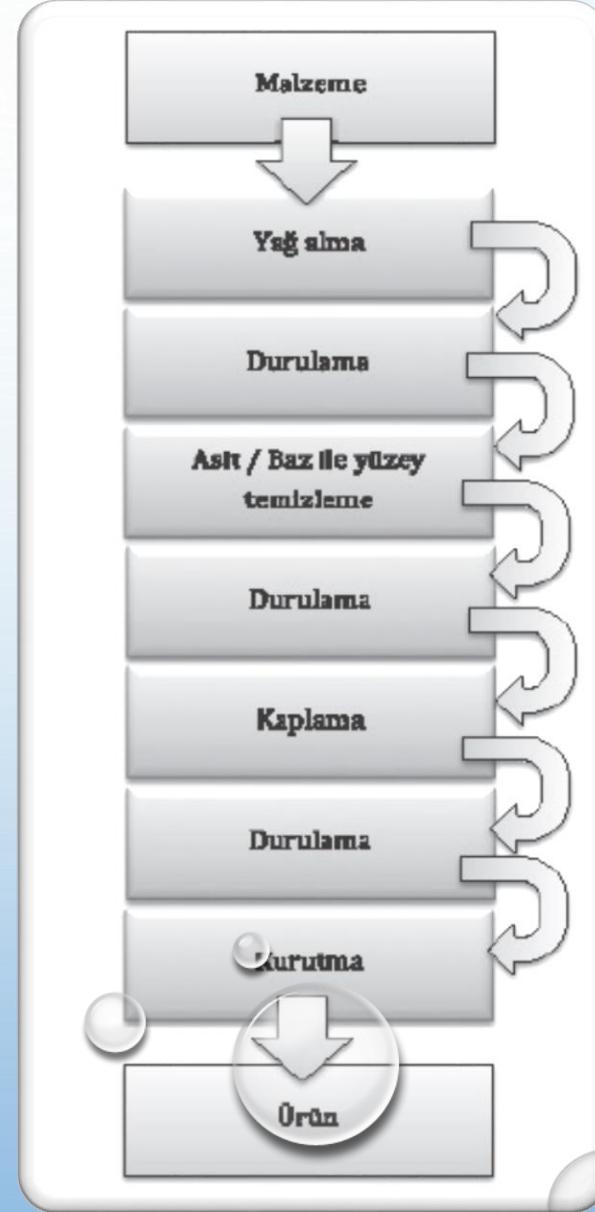 Malzeme
Yağ alma
Durulama
Asit / Baz ile yüzey
temizleme
Durulama
Kaplama
Durulama
Kurutma
Ürün